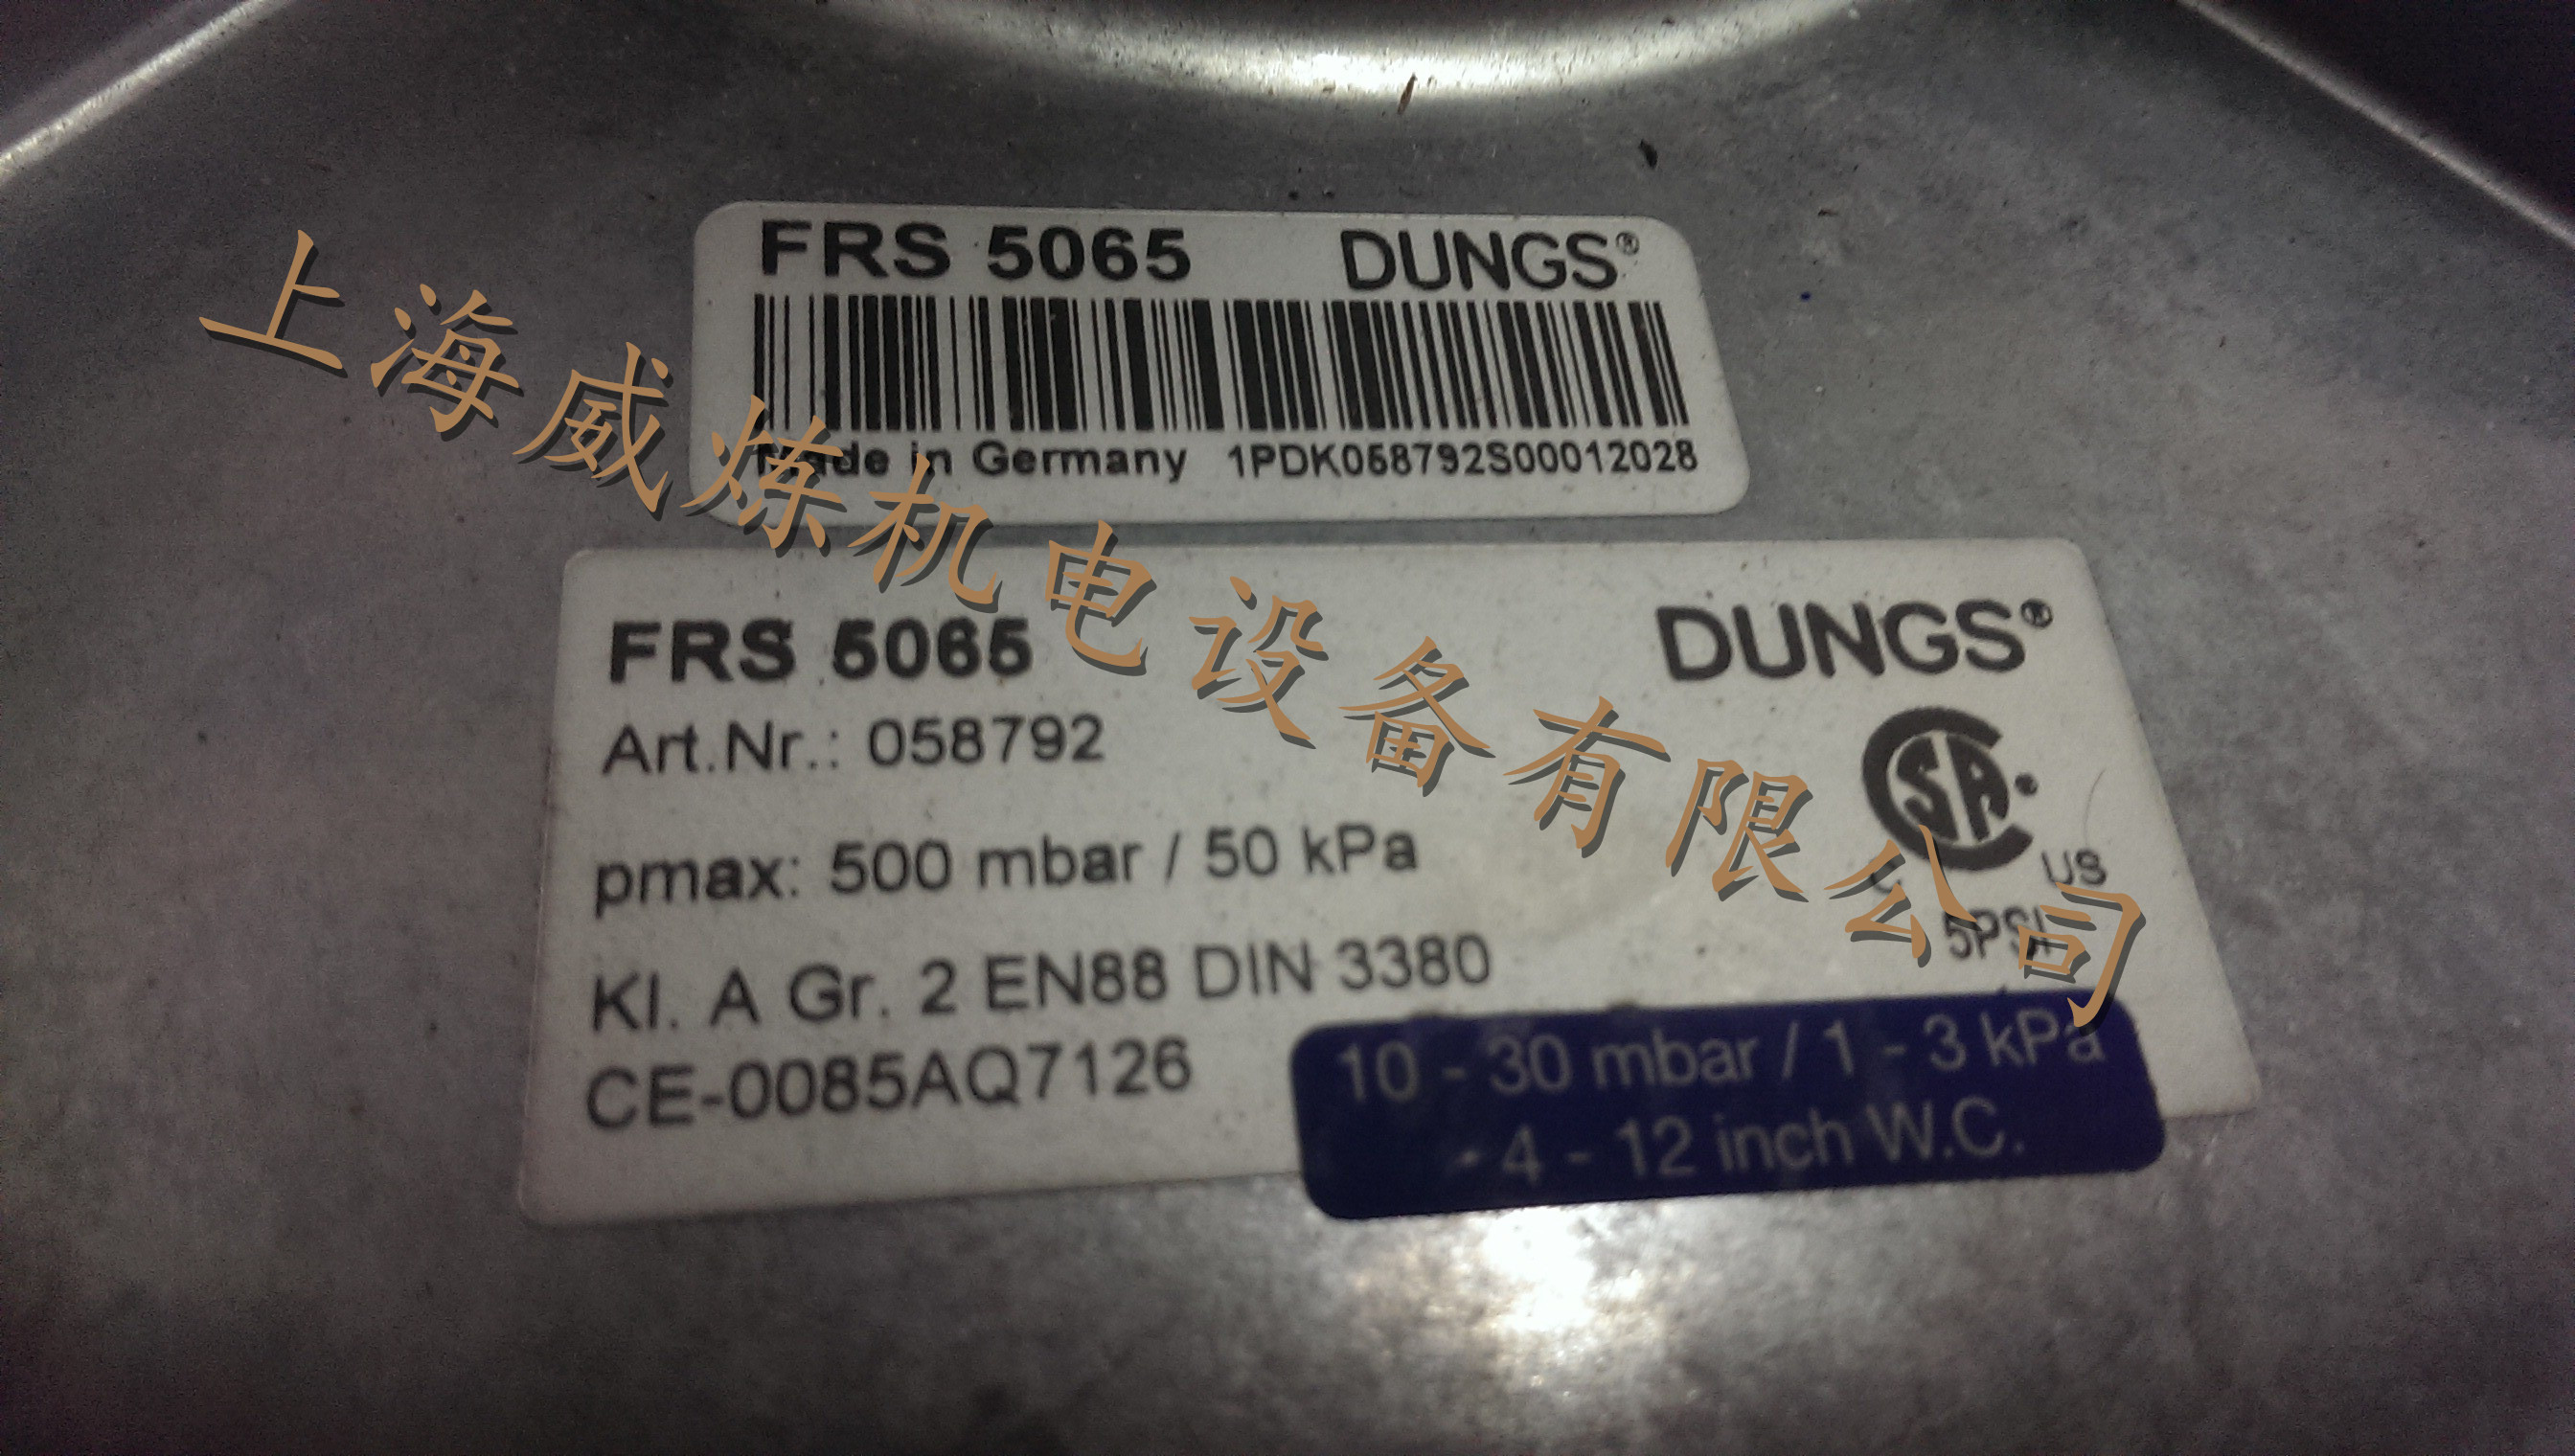 FRS 5065 DUNGS®
Made in Germany 1PDK058792S00012028
上海威炼机电设备有限公司
FRS 5065 DUNGS®
Art.Nr.: 058792
SA
C US
pmax: 500 mbar / 50 kPa
5PSI
Kl. A Gr. 2 EN88 DIN 3380
CE-0085AQ7126
10 - 30 mbar / 1 - 3 kPa
4 - 12 inch W.C.